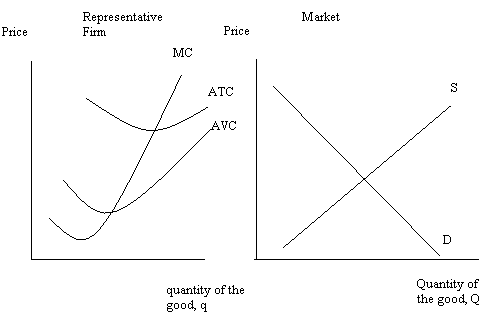 Representative
Firm
Price
MC
ATC
AVC
quantity of the
good, q
Market
Price
S
D
Quantity of
the good, Q